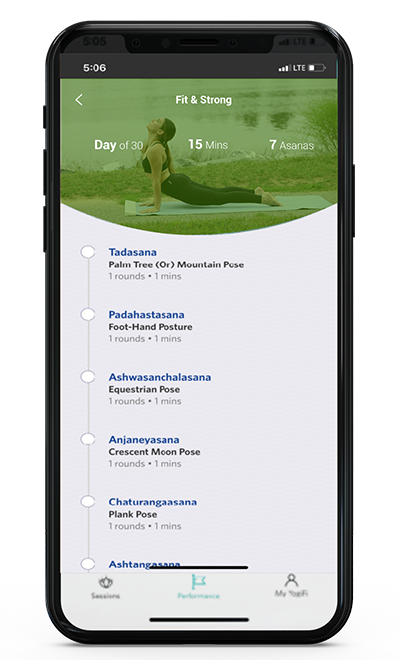 5:05 LTE
5:06 LTE
Fit & Strong
Day of 30 15 Mins 7 Asanas
Tadasana
Palm Tree (Or) Mountain Pose
1 rounds • 1 mins
Padahastasana
Foot-Hand Posture
1 rounds • 1 mins
Ashwasanchalasana
Equestrian Pose
1 rounds • 1 mins
Anjaneyasana
Crescent Moon Pose
1 rounds • 1 mins
Chaturangaasana
Plank Pose
1 rounds • 1 mins
Ashtangasana
Sessions Performance My YogiFi